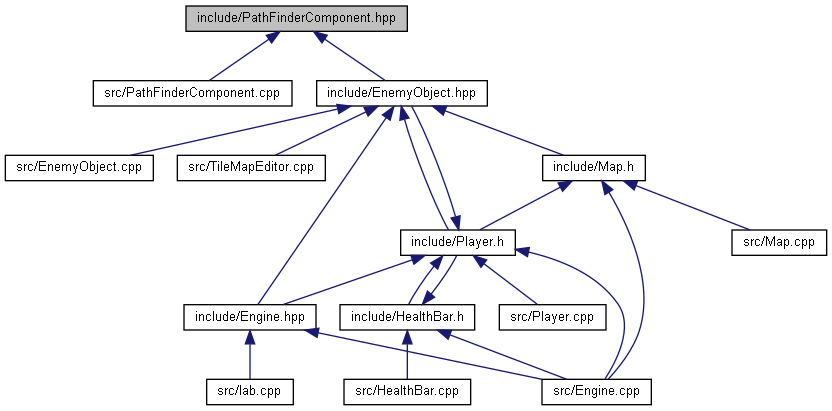 include/PathFinderComponent.hpp
src/PathFinderComponent.cpp
include/EnemyObject.hpp
src/EnemyObject.cpp
src/TileMapEditor.cpp
include/Map.h
include/Player.h
src/Map.cpp
include/Engine.hpp
include/HealthBar.h
src/Player.cpp
src/lab.cpp
src/HealthBar.cpp
src/Engine.cpp